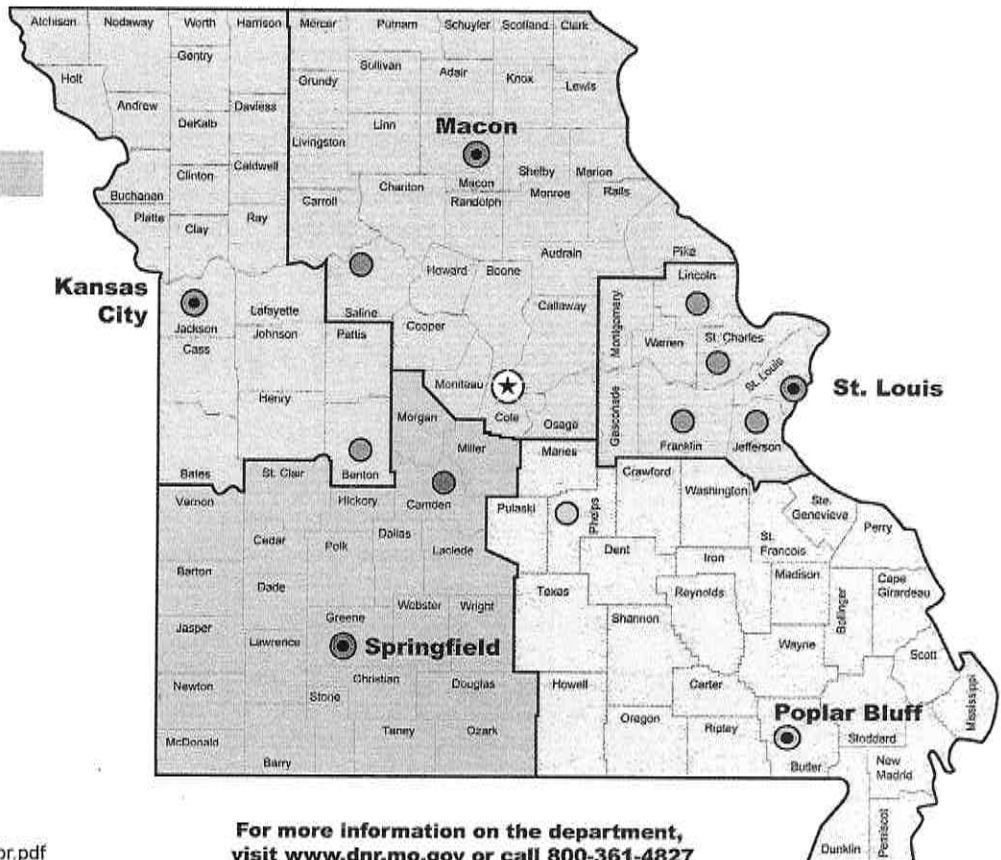 Atchison Nodaway Worth Harrison Mercer Putnam Schuyler Scotland Clark
Gentry Sullivan Adair Knox
Holt Grundy Lewis
Andrew Daviess
DeKalb Linn Macon
Livingston
Clinton Caldwell Shelby Marion
Buchanan Carroll Chariton Macon Monroe Ralls
Platte Clay Ray Randolph
Audrain Pike
Howard Boone Lincoln
Kansas
City
Jackson Lafayette Saline Callaway Montgomery
Cass Johnson Pettis Cooper Warren St. Charles
St. Louis
Henry Moniteau St. Louis
Morgan Cole Osage Gasconade
Franklin Jefferson
Bates St. Clair Benton Miller Maries Crawford
Vernon Hickory Camden Pulaski Phelps Washington Ste.
Genevieve
Cedar Polk Dallas Laclede Dent Iron St.
Francois Perry
Barton Dade Texas Reynolds Madison Cape
Girardeau
Webster Wright
Jasper Greene Shannon Bollinger
Lawrence Springfield Wayne Scott
Newton Christian Douglas Howell Carter Mississippi
Stone
Oregon Ripley Poplar Bluff
McDonald Taney Ozark Stoddard
Barry Butler New
Madrid
Dunklin Pemiscot
For more information on the department,
visit www.dnr.mo.gov or call 800-361-4827
or.pdf